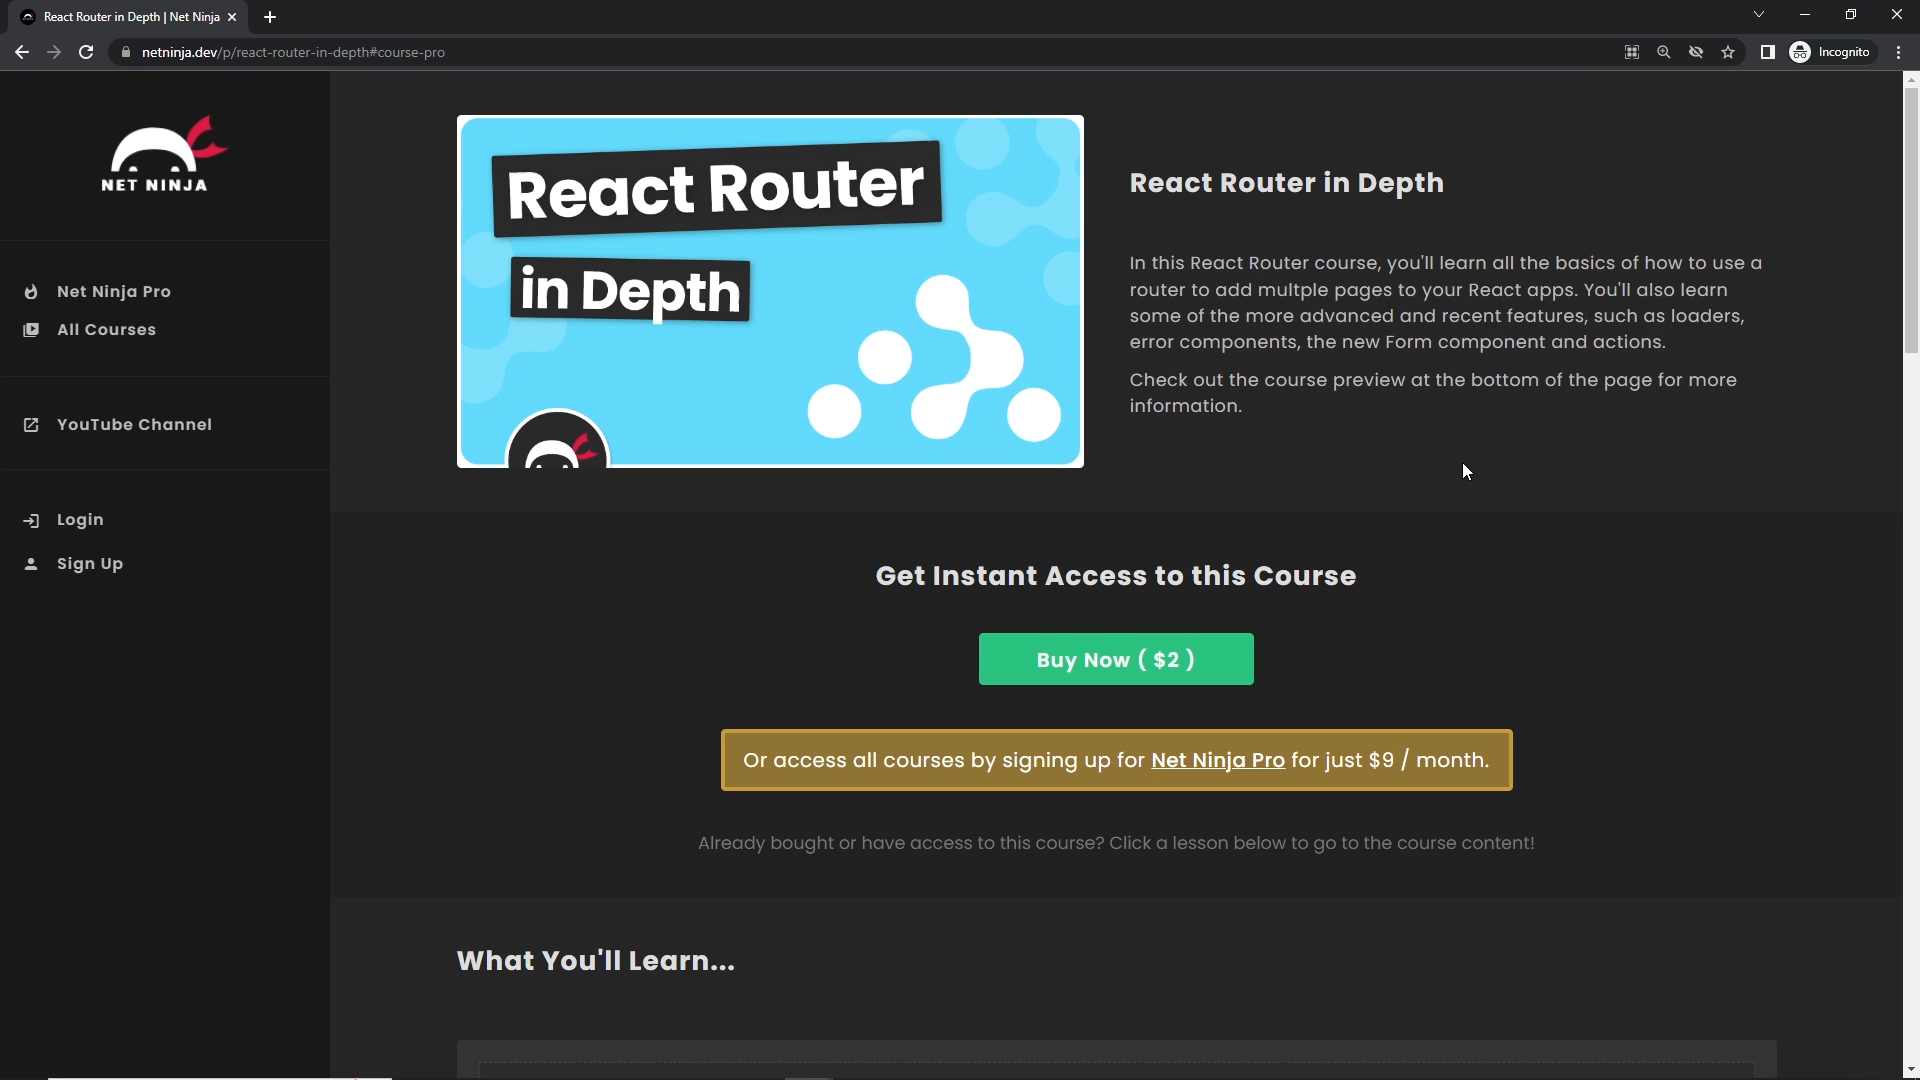 React Router in Depth | Net Ninja
netninja.dev/p/react-router-in-depth#course-pro
Incognito
NET NINJA
Net Ninja Pro
All Courses
YouTube Channel
Login
Sign Up
React Router
in Depth
React Router in Depth
In this React Router course, you'll learn all the basics of how to use a
router to add multple pages to your React apps. You'll also learn
some of the more advanced and recent features, such as loaders,
error components, the new Form component and actions.
Check out the course preview at the bottom of the page for more
information.
Get Instant Access to this Course
Buy Now ( $2 )
Or access all courses by signing up for Net Ninja Pro for just $9 / month.
Already bought or have access to this course? Click a lesson below to go to the course content!
What You'll Learn...